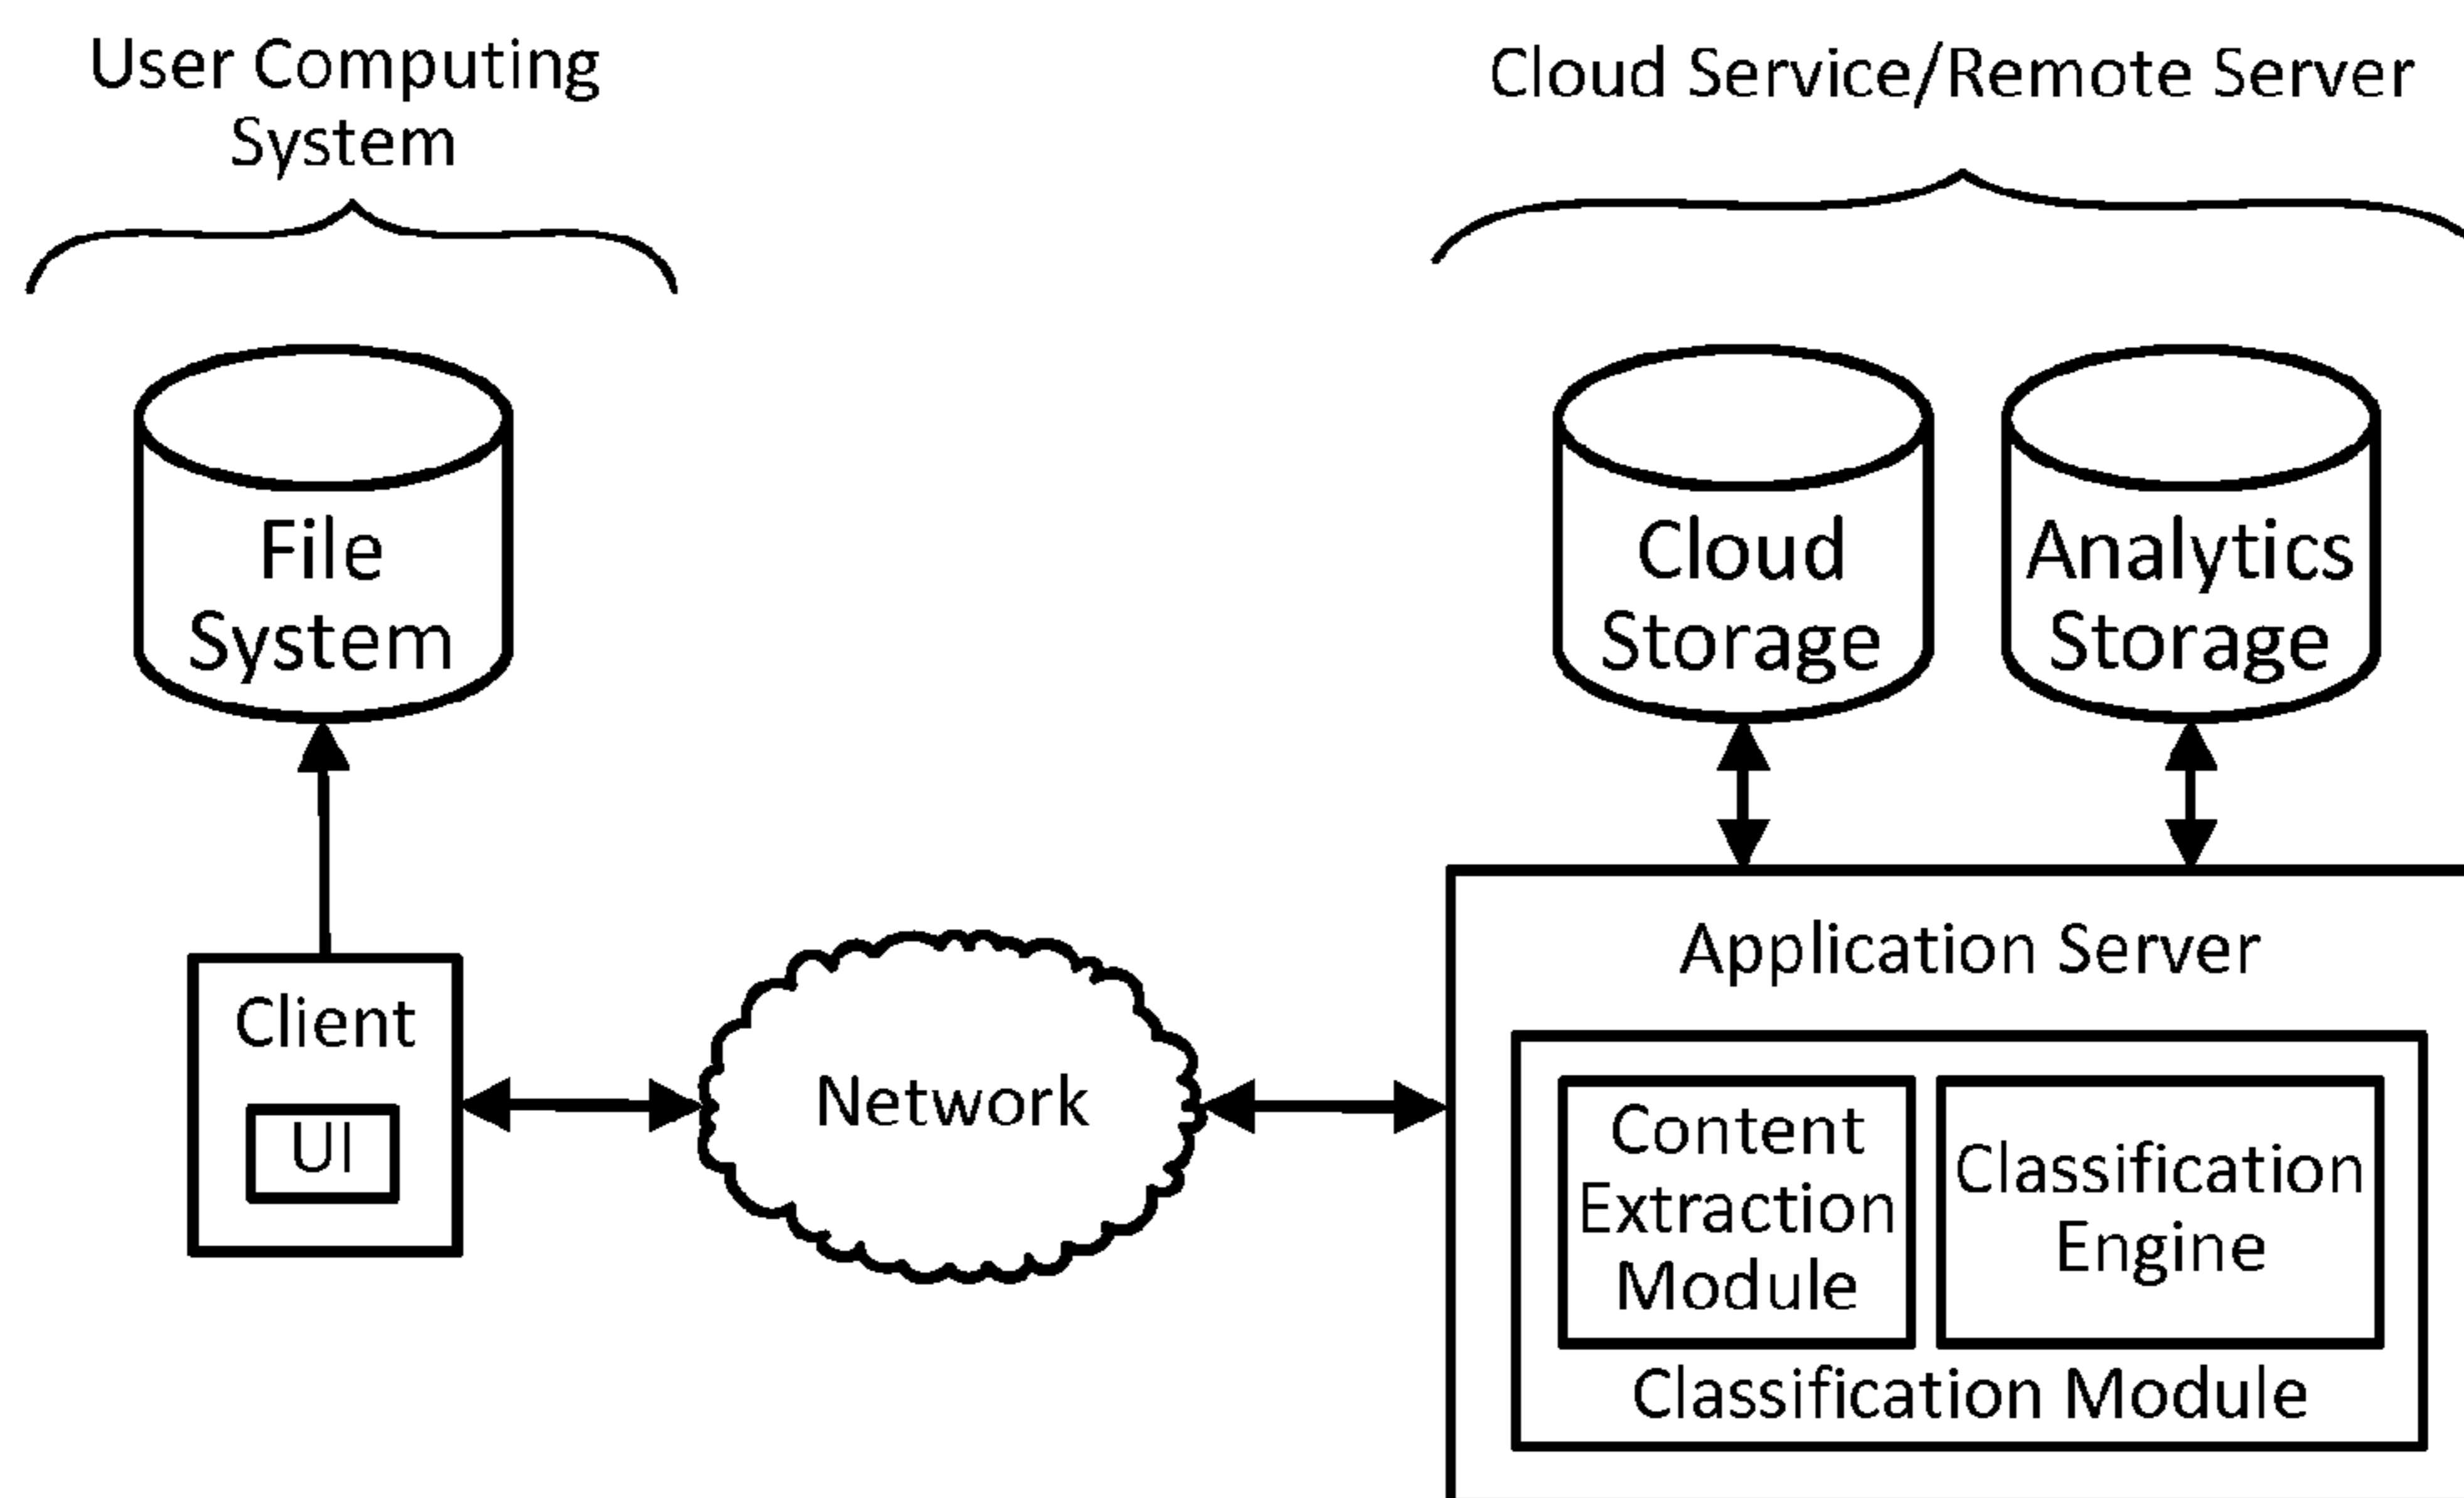 User Computing
System
Cloud Service/Remote Server
File
System
Cloud
Storage
Analytics
Storage
Client
UI
Network
Application Server
Content
Extraction
Module
Classification
Engine
Classification Module